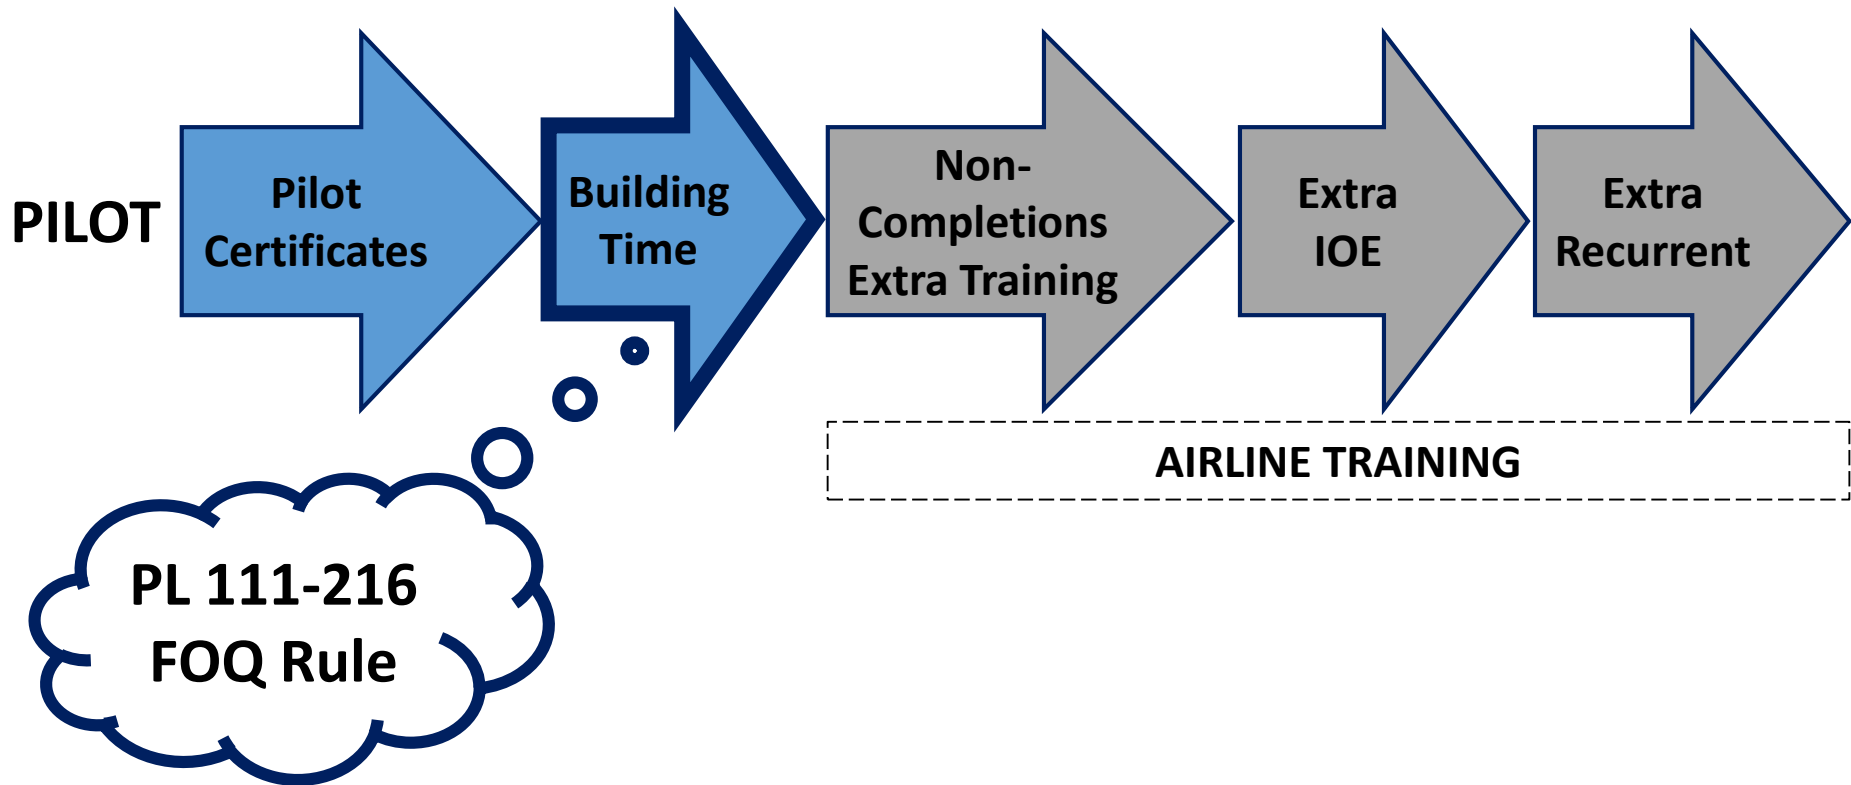 PILOT
Pilot
Certificates
Building
Time
Non-
Completions
Extra Training
Extra
IOE
Extra
Recurrent
AIRLINE TRAINING
PL 111-216
FOQ Rule